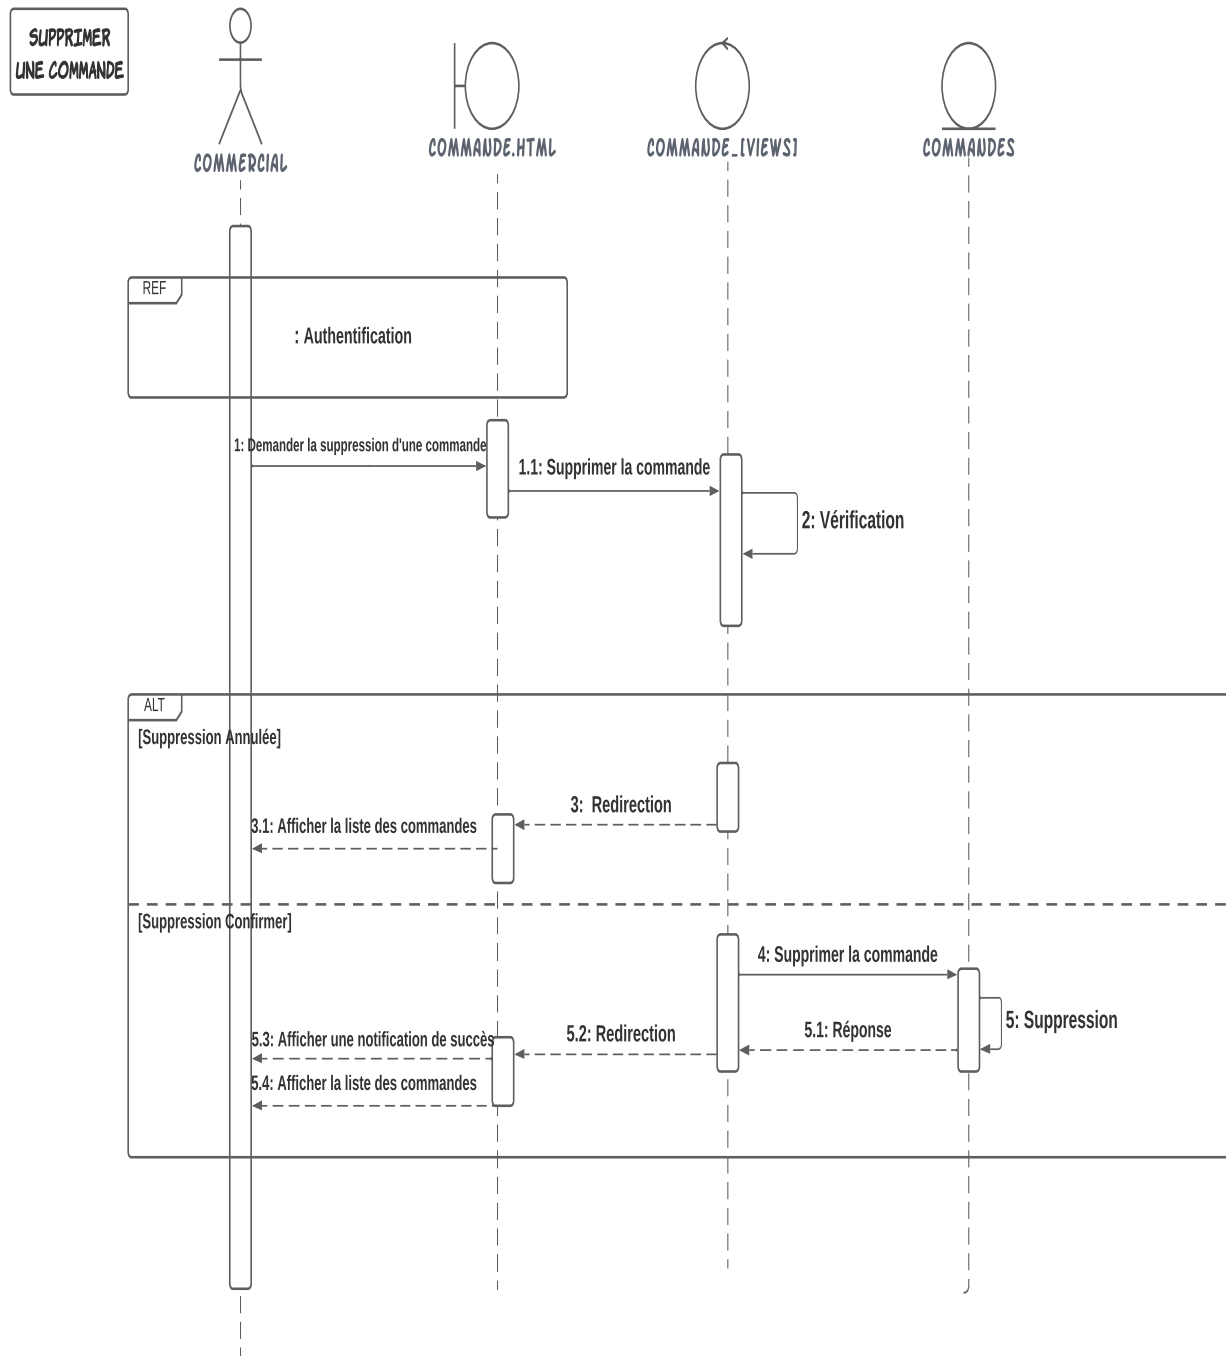 SUPPRIMER
UNE COMMANDE
COMMERCIAL
COMMANDE.HTML
COMMANDE_[VIEWS]
COMMANDES
REF
: Authentification
1: Demander la suppression d'une commande
1.1: Supprimer la commande
2: Vérification
ALT
[Suppression Annulée]
3: Redirection
3.1: Afficher la liste des commandes
[Suppression Confirmer]
4: Supprimer la commande
5: Suppression
5.1: Réponse
5.2: Redirection
5.3: Afficher une notification de succès
5.4: Afficher la liste des commandes